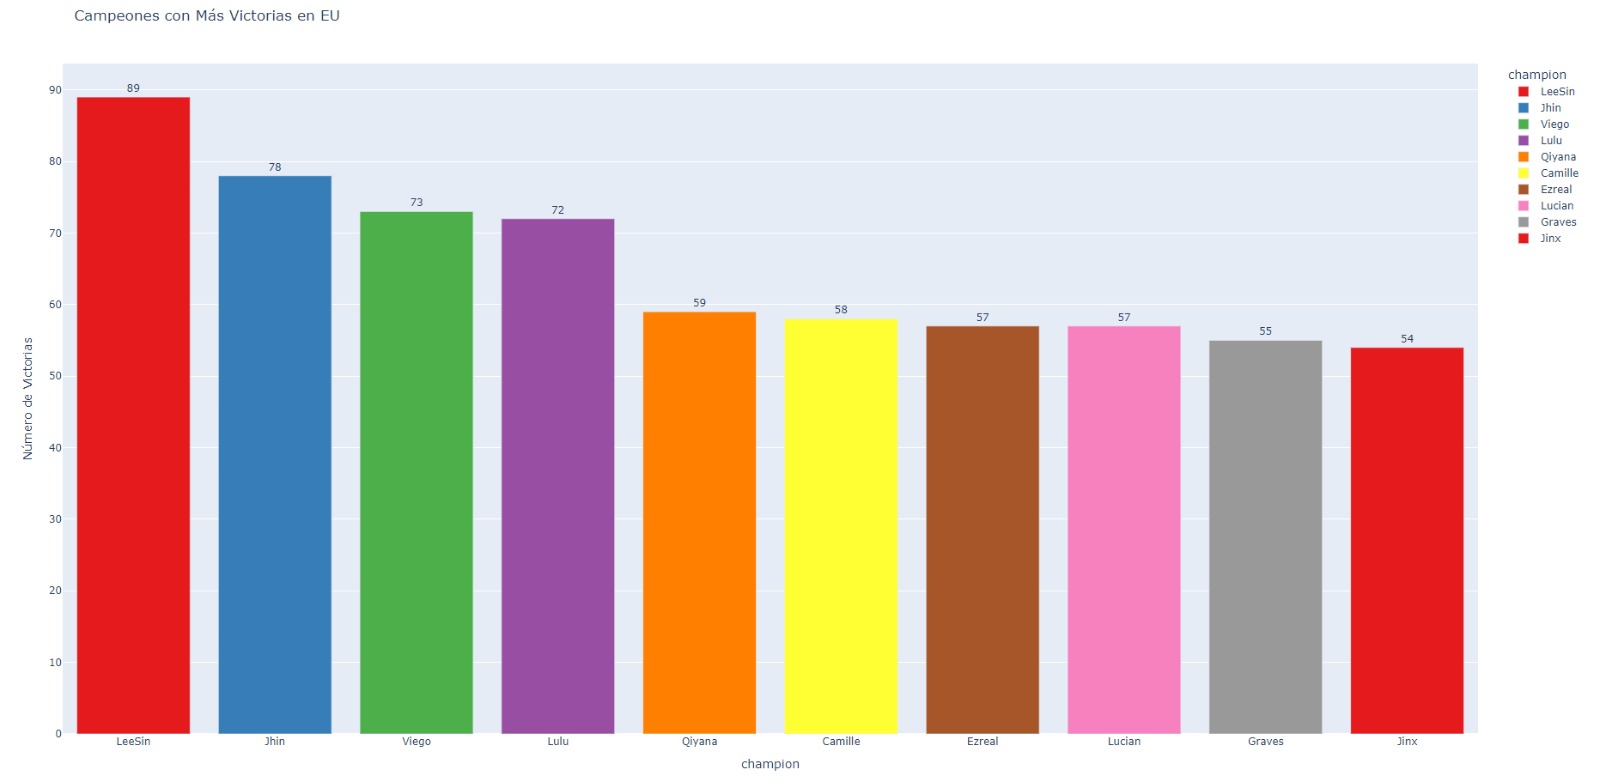 Campeones con Más Victorias en EU
Número de Victorias
90
80
70
60
50
40
30
20
10
0
89
78
73
72
59
58
57
57
55
54
LeeSin
Jhin
Viego
Lulu
Qiyana
Camille
Ezreal
Lucian
Graves
Jinx
champion
champion
LeeSin
Jhin
Viego
Lulu
Qiyana
Camille
Ezreal
Lucian
Graves
Jinx